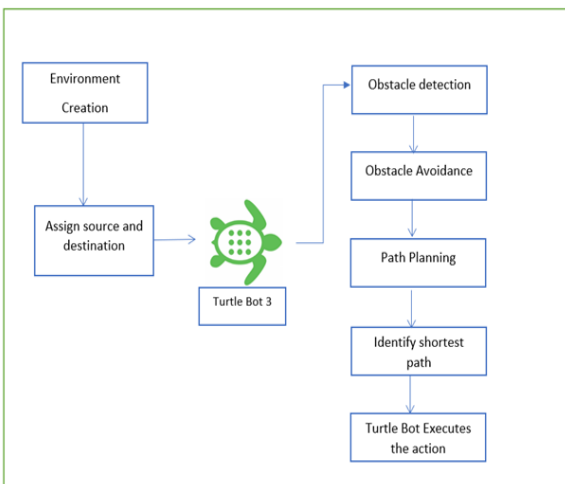 Environment
Creation
Assign source and
destination
Turtle Bot 3
Obstacle detection
Obstacle Avoidance
Path Planning
Identify shortest
path
Turtle Bot Executes
the action